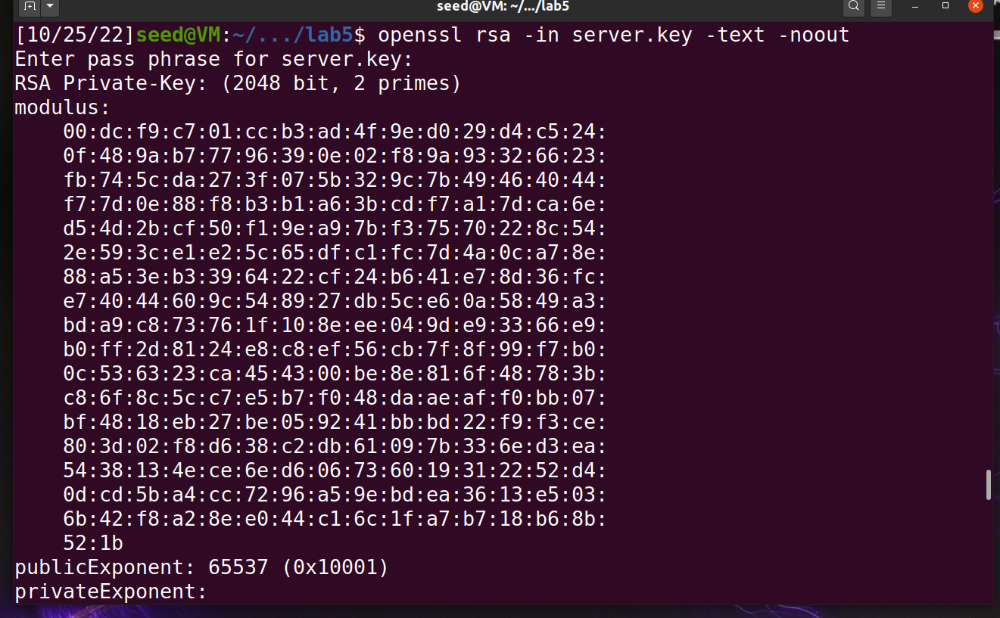 seed@VM: ~/.../lab5
[10/25/22]seed@VM:~/.../lab5$ openssl rsa -in server.key -text -noout
Enter pass phrase for server.key:
RSA Private-Key: (2048 bit, 2 primes)
modulus:
    00:dc:f9:c7:01:cc:b3:ad:4f:9e:d0:29:d4:c5:24:
    0f:48:9a:b7:77:96:39:0e:02:f8:9a:93:32:66:23:
    fb:74:5c:da:27:3f:07:5b:32:9c:7b:49:46:40:44:
    f7:7d:0e:88:f8:b3:b1:a6:3b:cd:f7:a1:7d:ca:6e:
    d5:4d:2b:cf:50:f1:9e:a9:7b:f3:75:70:22:8c:54:
    2e:59:3c:e1:e2:5c:65:df:c1:fc:7d:4a:0c:a7:8e:
    88:a5:3e:b3:39:64:22:cf:24:b6:41:e7:8d:36:fc:
    e7:40:44:60:9c:54:89:27:db:5c:e6:0a:58:49:a3:
    bd:a9:c8:73:76:1f:10:8e:ee:04:9d:e9:33:66:e9:
    b0:ff:2d:81:24:e8:c8:ef:56:cb:7f:8f:99:f7:b0:
    0c:53:63:23:ca:45:43:00:be:8e:81:6f:48:78:3b:
    c8:6f:8c:5c:c7:e5:b7:f0:48:da:ae:af:f0:bb:07:
    bf:48:18:eb:27:be:05:92:41:bb:bd:22:f9:f3:ce:
    80:3d:02:f8:d6:38:c2:db:61:09:7b:33:6e:d3:ea:
    54:38:13:4e:ce:6e:d6:06:73:60:19:31:22:52:d4:
    0d:cd:5b:a4:cc:72:96:a5:9e:bd:ea:36:13:e5:03:
    6b:42:f8:a2:8e:e0:44:c1:6c:1f:a7:b7:18:b6:8b:
    52:1b
publicExponent: 65537 (0x10001)
privateExponent: